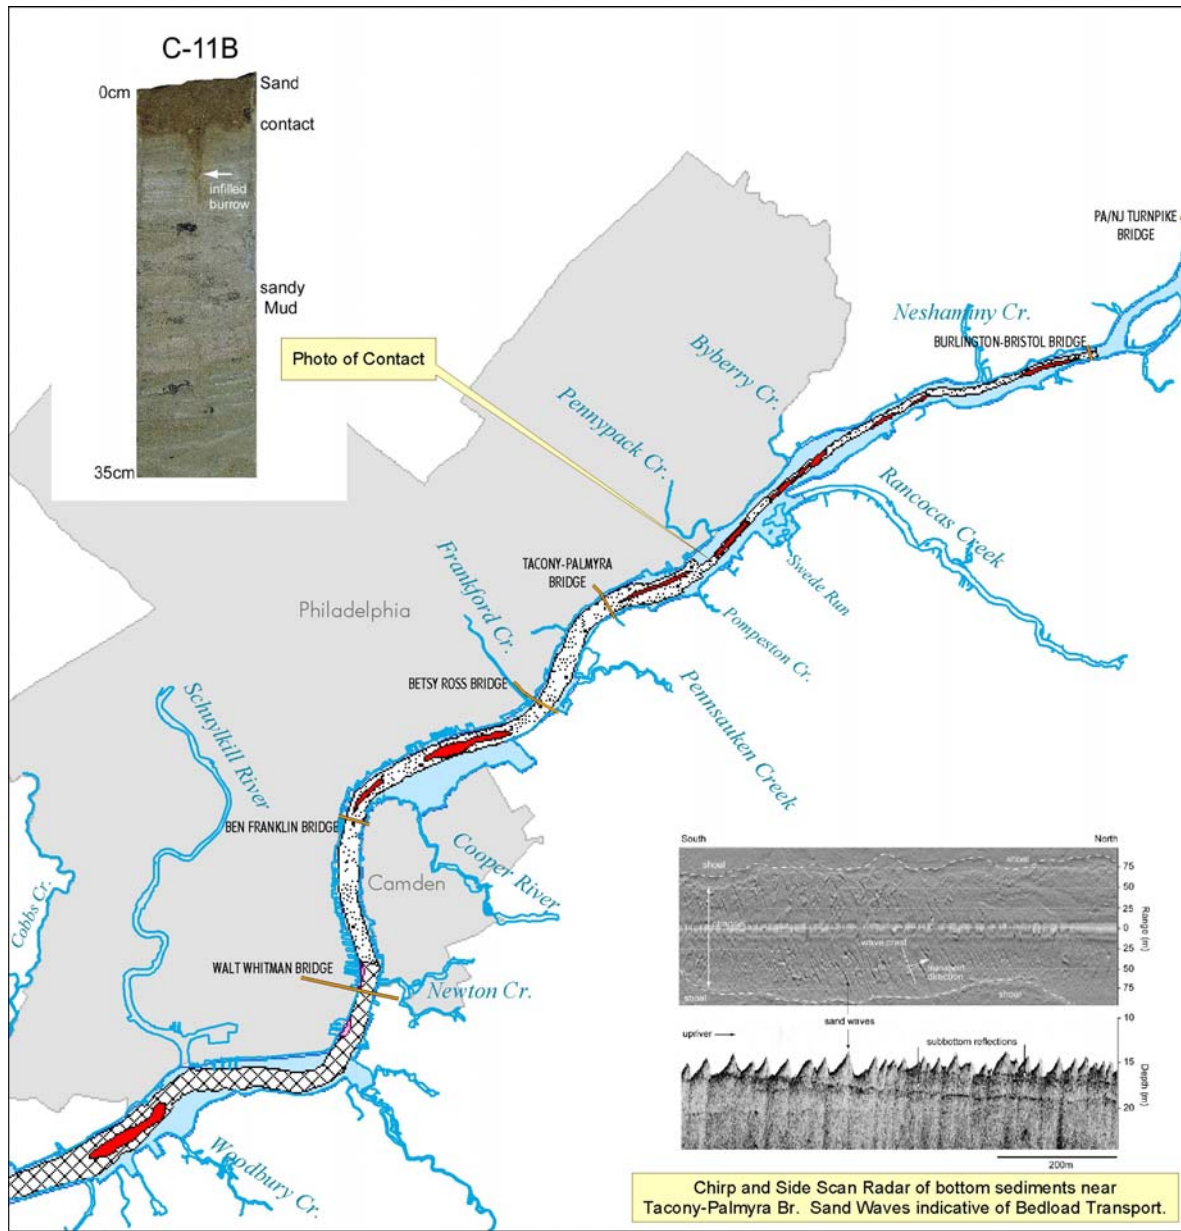 C-11B
0cm
Sand
contact
infilled
burrow
sandy
Mud
35cm
Photo of Contact
PA/NJ TURNPIKE
BRIDGE
Neshaminy Cr.
BURLINGTON-BRISTOL BRIDGE
Byberry Cr.
Pennypack Cr.
Rancocas Creek
Swede Run
TACONY-PALMYRA
BRIDGE
Frankford Cr.
Pompeston Cr.
Philadelphia
BETSY ROSS BRIDGE
Pennsauken Creek
Schuylkill River
BEN FRANKLIN BRIDGE
Cooper River
Camden
Cobbs Cr.
WALT WHITMAN BRIDGE
Newton Cr.
Woodbury Cr.
South
North
shoal
shoal
75
50
25
0
25
50
75
Range (m)
wave crest
transport
direction
shoal
shoal
sand waves
10
upriver
subbottom reflections
15
20
Depth (m)
200m
Chirp and Side Scan Radar of bottom sediments near
Tacony-Palmyra Br. Sand Waves indicative of Bedload Transport.